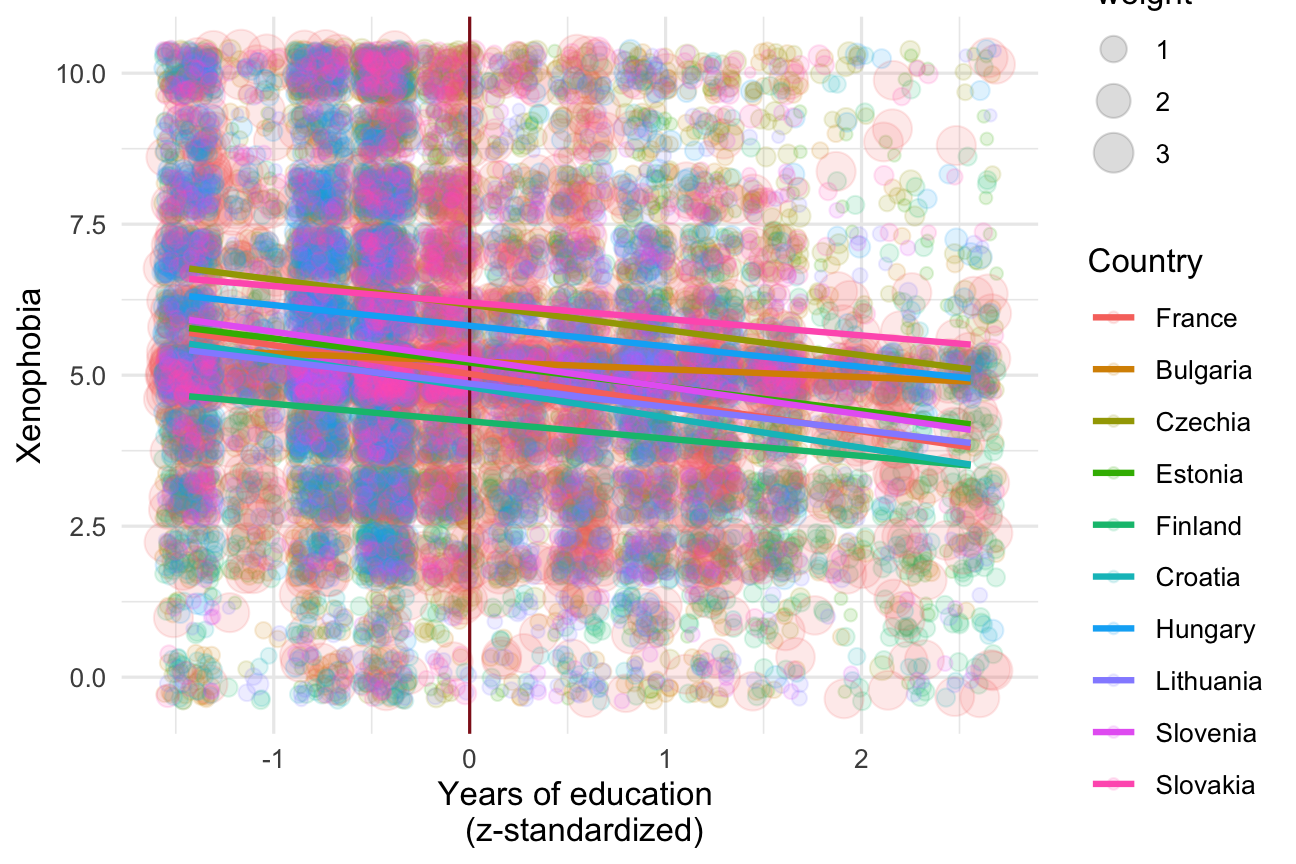 weight
1
2
3
Country
France
Bulgaria
Czechia
Estonia
Finland
Croatia
Hungary
Lithuania
Slovenia
Slovakia
Xenophobia
10.0
7.5
5.0
2.5
0.0
-1
0
1
2
Years of education
(z-standardized)